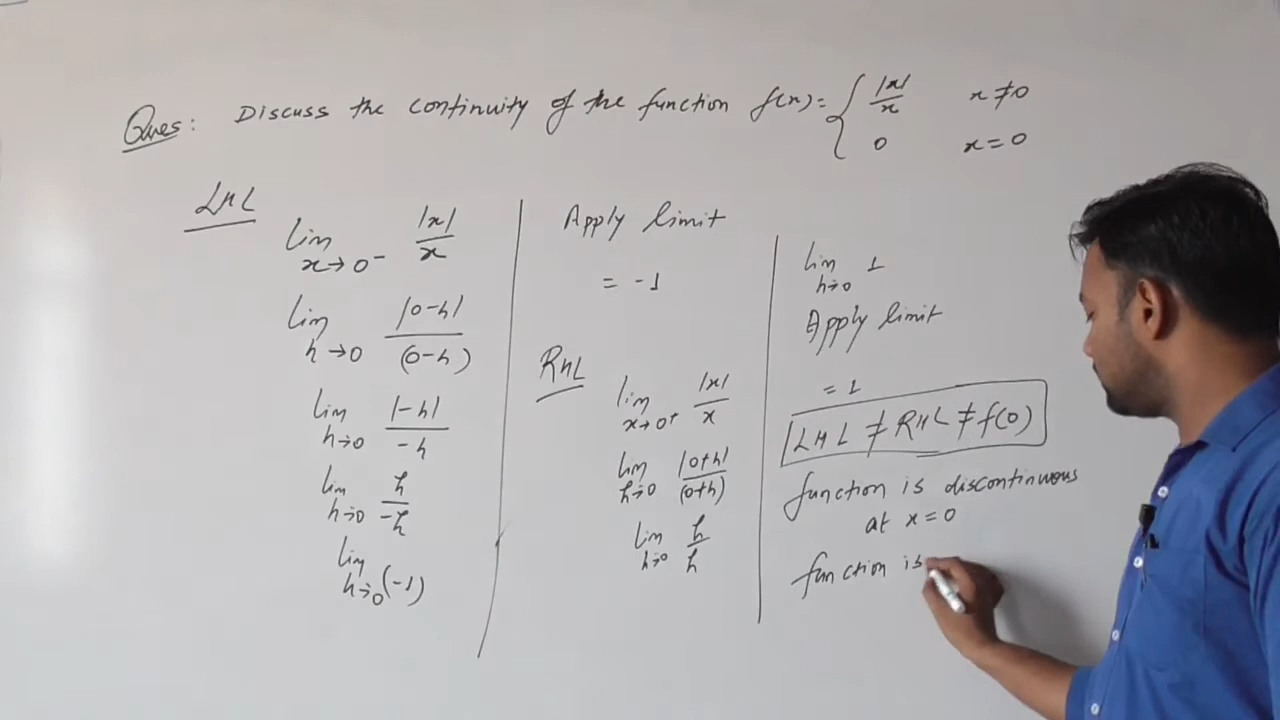 Ques: Discuss the continuity of the function f(x) = { |x|/x x ≠ 0
0 x = 0
LHL
lim x→0⁻ |x|/x
lim h→0 |0-h|/(0-h)
lim h→0 |-h|/-h
lim h→0 h/-h
lim h→0 (-1)
Apply limit
= -1
RHL
lim x→0⁺ |x|/x
lim h→0 |0+h|/(0+h)
lim h→0 h/h
lim h→0 1
Apply limit
= 1
LHL ≠ RHL ≠ f(0)
function is discontinuous
at x = 0
function is